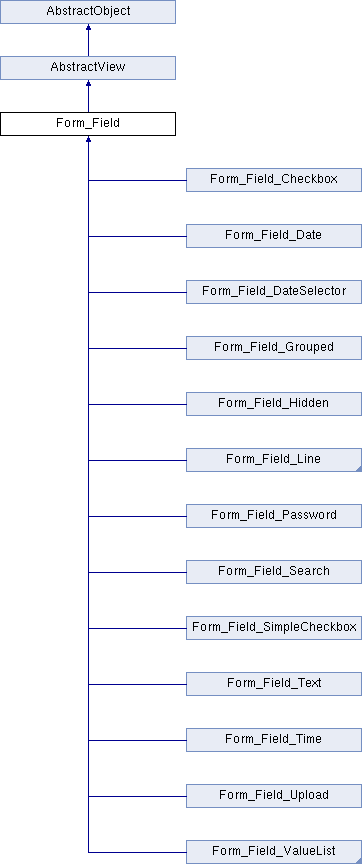 AbstractObject
AbstractView
Form_Field
Form_Field_Checkbox
Form_Field_Date
Form_Field_DateSelector
Form_Field_Grouped
Form_Field_Hidden
Form_Field_Line
Form_Field_Password
Form_Field_Search
Form_Field_SimpleCheckbox
Form_Field_Text
Form_Field_Time
Form_Field_Upload
Form_Field_ValueList